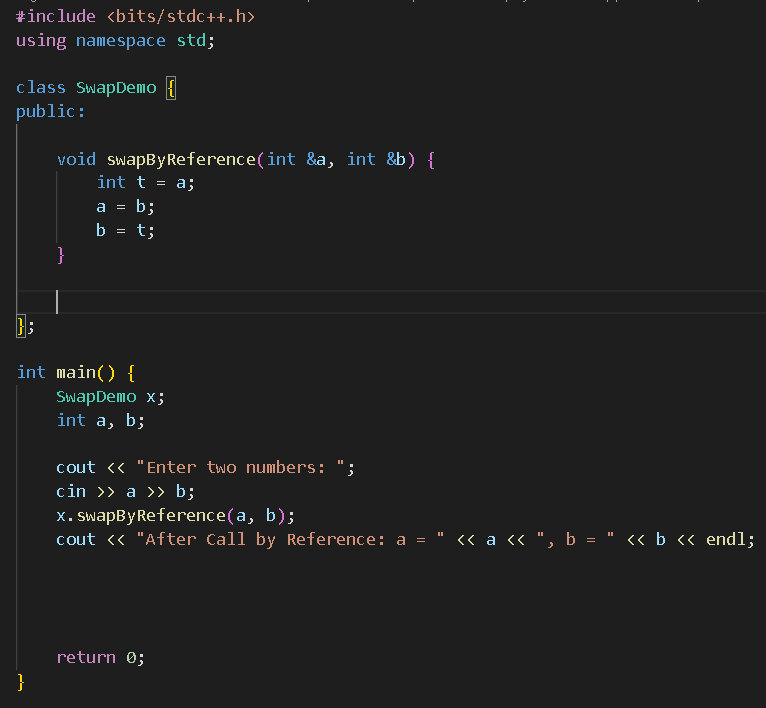 #include <bits/stdc++.h>
using namespace std;
class SwapDemo {
public:
void swapByReference(int &a, int &b) {
int t = a;
a = b;
b = t;
}
};
int main() {
SwapDemo x;
int a, b;
cout << "Enter two numbers: ";
cin >> a >> b;
x.swapByReference(a, b);
cout << "After Call by Reference: a = " << a << ", b = " << b << endl;
return 0;
}